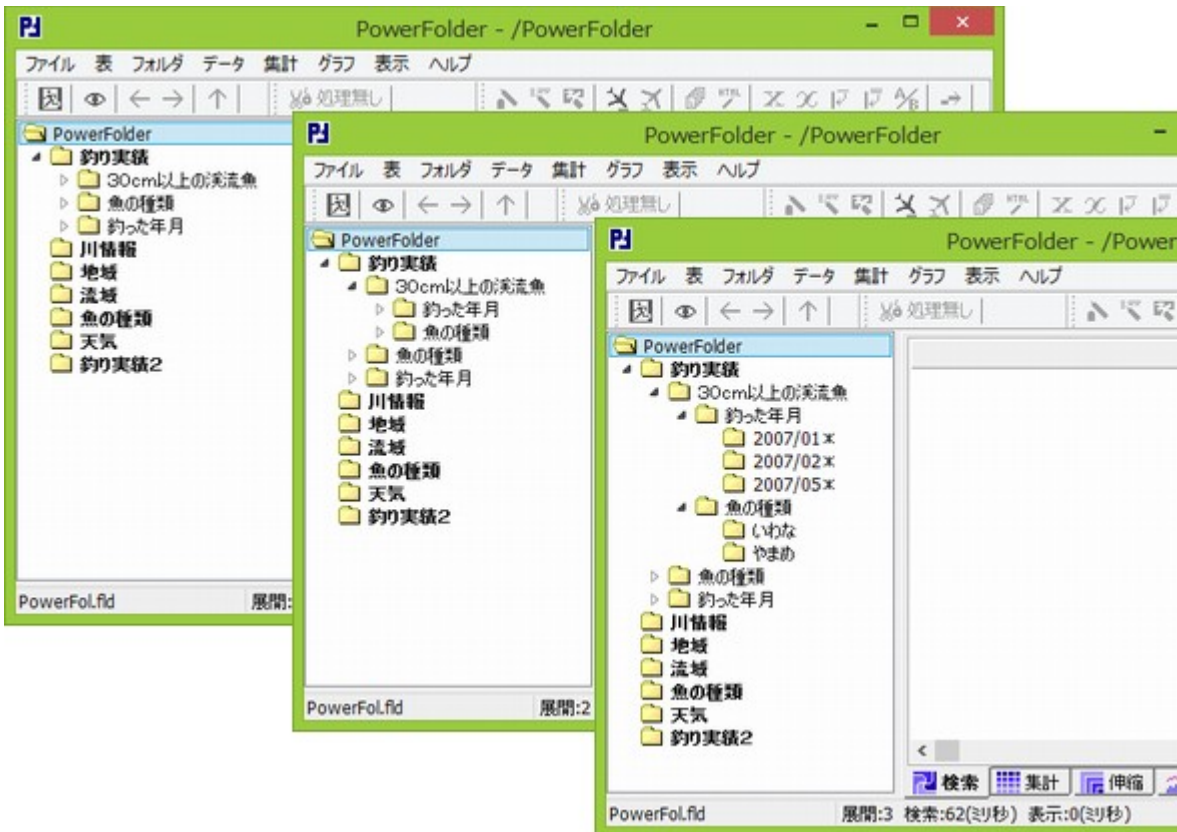 PowerFolder - /PowerFolder
ファイル 表 フォルダ データ 集計 グラフ 表示 ヘルプ
処理無し
PowerFolder
釣り実績
30cm以上の渓流魚
魚の種類
釣った年月
川情報
地域
流域
魚の種類
天気
釣り実績2
PowerFol.fld 展開:
PowerFolder - /PowerFolder
ファイル 表 フォルダ データ 集計 グラフ 表示 ヘルプ
処理無し
PowerFolder
釣り実績
30cm以上の渓流魚
釣った年月
魚の種類
魚の種類
釣った年月
川情報
地域
流域
魚の種類
天気
釣り実績2
PowerFol.fld 展開:2
PowerFolder - /Power
ファイル 表 フォルダ データ 集計 グラフ 表示 ヘルプ
処理無し
PowerFolder
釣り実績
30cm以上の渓流魚
釣った年月
2007/01*
2007/02*
2007/05*
魚の種類
いわな
やまめ
魚の種類
釣った年月
川情報
地域
流域
魚の種類
天気
釣り実績2
検索 集計 伸縮
PowerFol.fld 展開:3 検索:62(ミリ秒) 表示:0(ミリ秒)